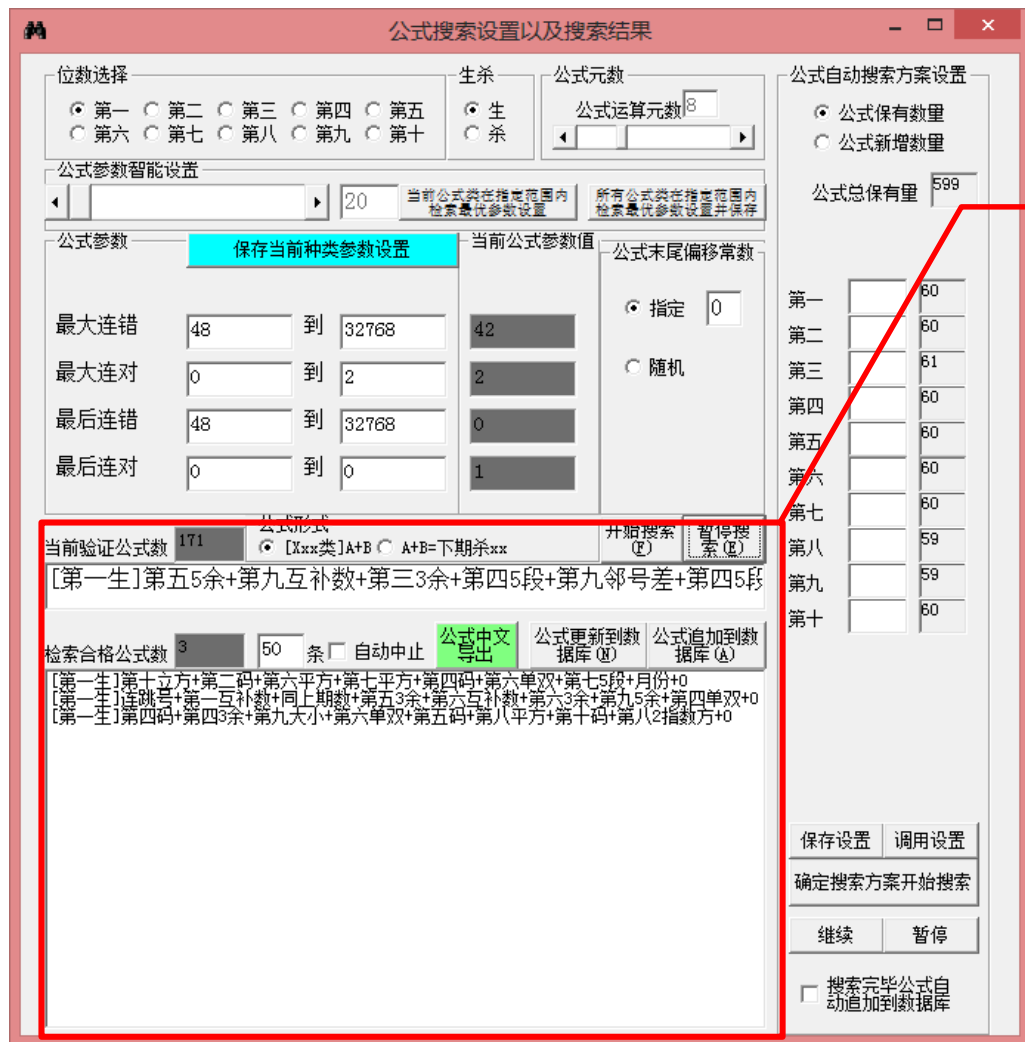 公式搜索设置以及搜索结果
位数选择
第一 第二 第三 第四 第五
第六 第七 第八 第九 第十
生杀
生
杀
公式元数
公式运算元数 8
公式参数智能设置
20
当前公式类在指定范围内
检索最优参数设置
所有公式类在指定范围内
检索最优参数设置并保存
公式参数
保存当前种类参数设置
当前公式参数值
最大连错 48 到 32768 42
最大连对 0 到 2 2
最后连错 48 到 32768 0
最后连对 0 到 0 1
公式末尾偏移常数
指定 0
随机
公式形式
当前验证公式数 171
[Xxx类]A+B
A+B=下期杀xx
开始搜索
(F)
暂停搜
索(E)
[第一生]第五5余+第九互补数+第三3余+第四5段+第九邻号差+第四5段
检索合格公式数 3
50 条 自动中止
公式中文
导出
公式更新到数
据库(N)
公式追加到数
据库(A)
[第一生]第十立方+第二码+第六平方+第七平方+第四码+第六单双+第七5段+月份+0
[第一生]连跳号+第一互补数+同上期数+第五3余+第六互补数+第六3余+第九5余+第四单双+0
[第一生]第四码+第四3余+第九大小+第六单双+第五码+第八平方+第十码+第八2指数方+0
公式自动搜索方案设置
公式保有数量
公式新增数量
公式总保有量 599
第一 60
第二 60
第三 61
第四 60
第五 60
第六 60
第七 60
第八 59
第九 59
第十 60
保存设置 调用设置
确定搜索方案开始搜索
继续 暂停
搜索完毕公式自
动追加到数据库